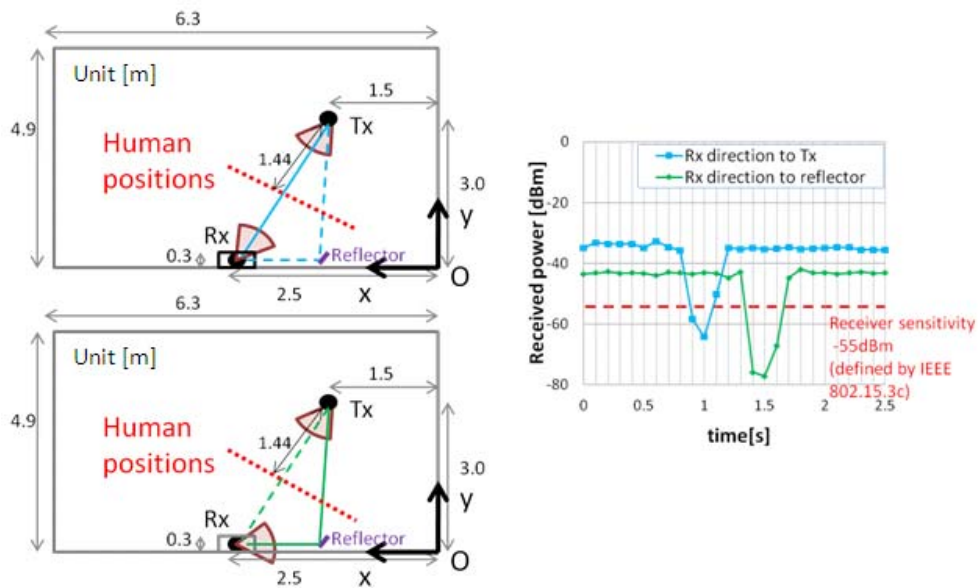 6.3
Unit [m]
1.5
Tx
4.9
Human
positions
1.44
3.0
y
Rx
0.3
Reflector
O
2.5
x
6.3
Unit [m]
1.5
Tx
4.9
Human
positions
1.44
3.0
y
Rx
0.3
Reflector
O
2.5
x
Received power [dBm]
-0
-20
-40
-60
-80
Rx direction to Tx
Rx direction to reflector
Receiver sensitivity
-55dBm
(defined by IEEE
802.15.3c)
0 0.5 1 1.5 2 2.5
time[s]